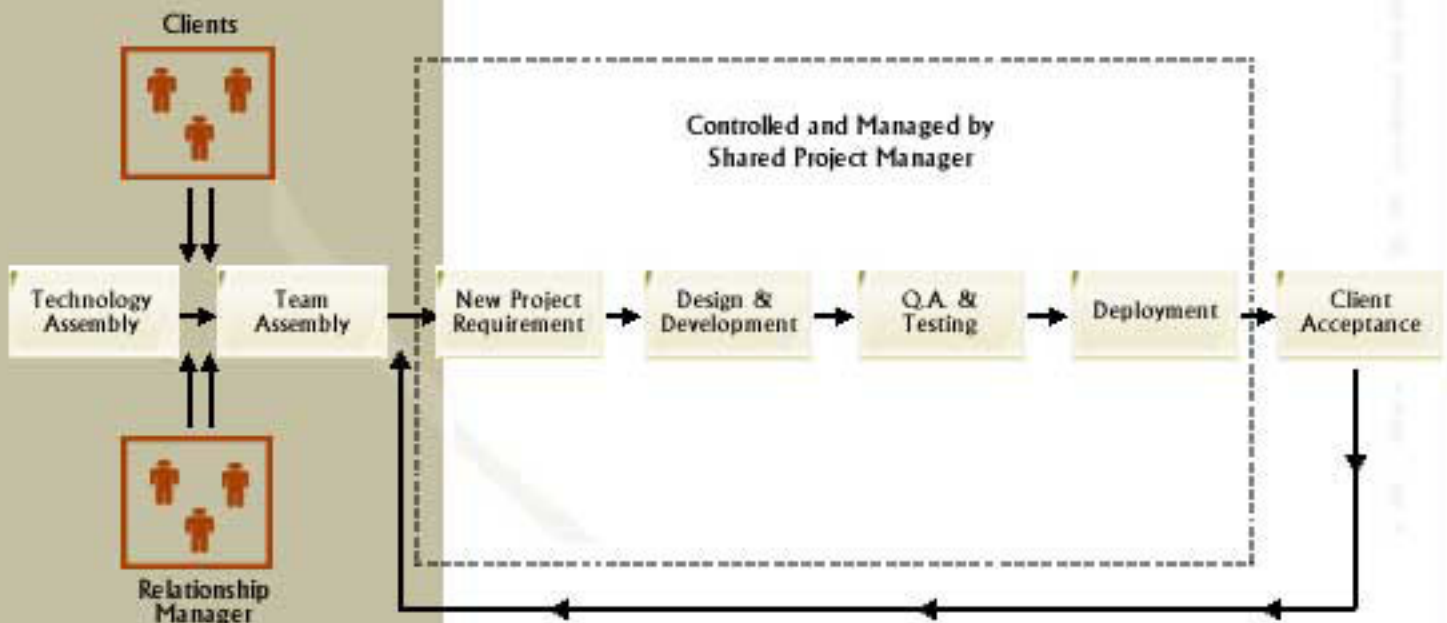 Clients
Controlled and Managed by
Shared Project Manager
Technology
Assembly
Team
Assembly
New Project
Requirement
Design &
Development
Q.A. &
Testing
Deployment
Client
Acceptance
Relationship
Manager